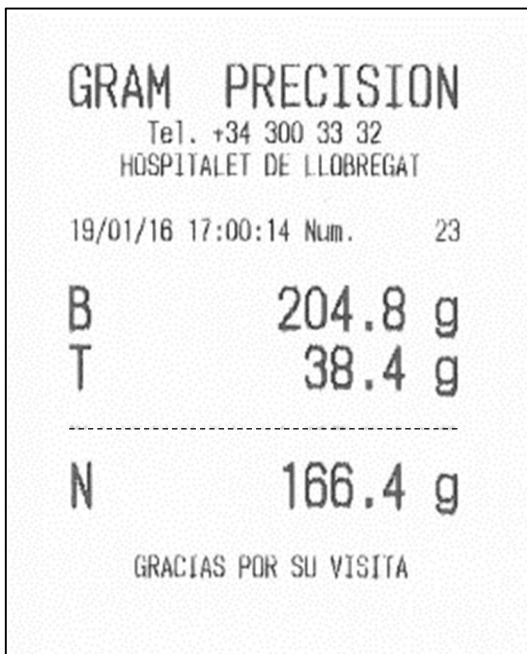 GRAM PRECISION
Tel. +34 300 33 32
HOSPITALET DE LLOBREGAT
19/01/16 17:00:14 Num. 23
B 204.8 g
T 38.4 g
N 166.4 g
GRACIAS POR SU VISITA